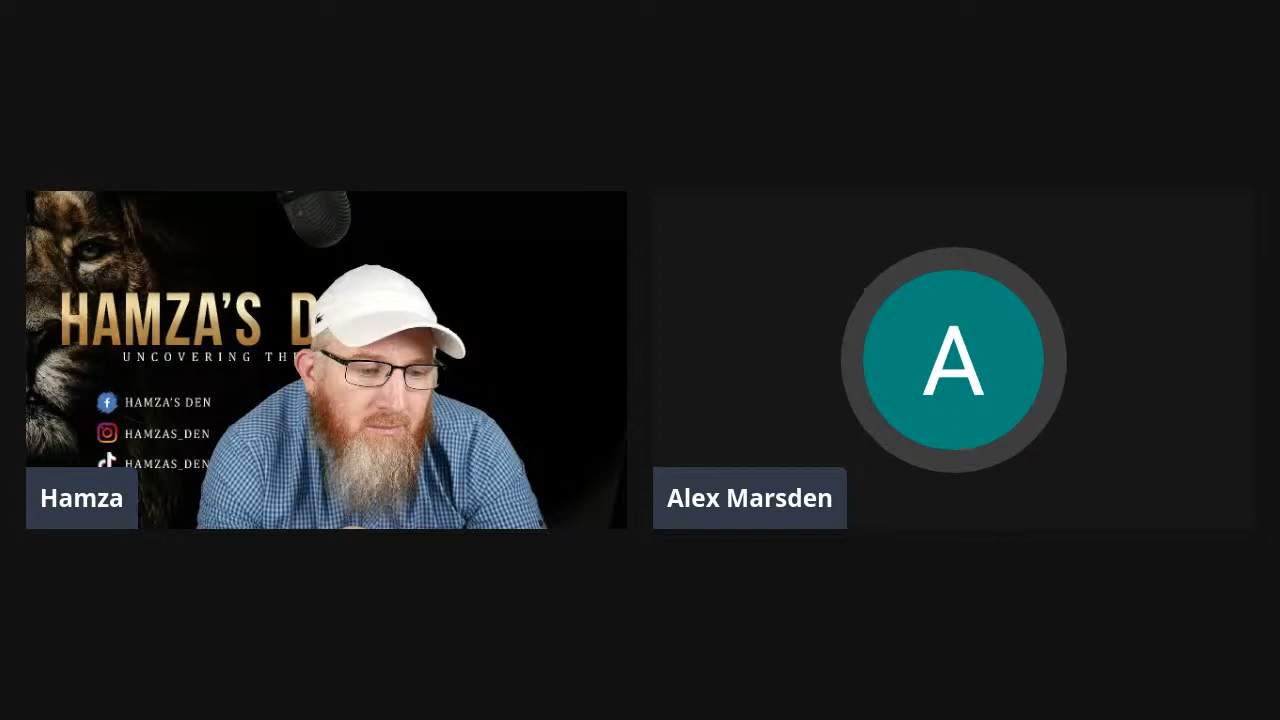 HAMZA'S D
UNCOVERING THE
HAMZA'S DEN
HAMZAS_DEN
HAMZAS_DEN
Hamza
A
Alex Marsden